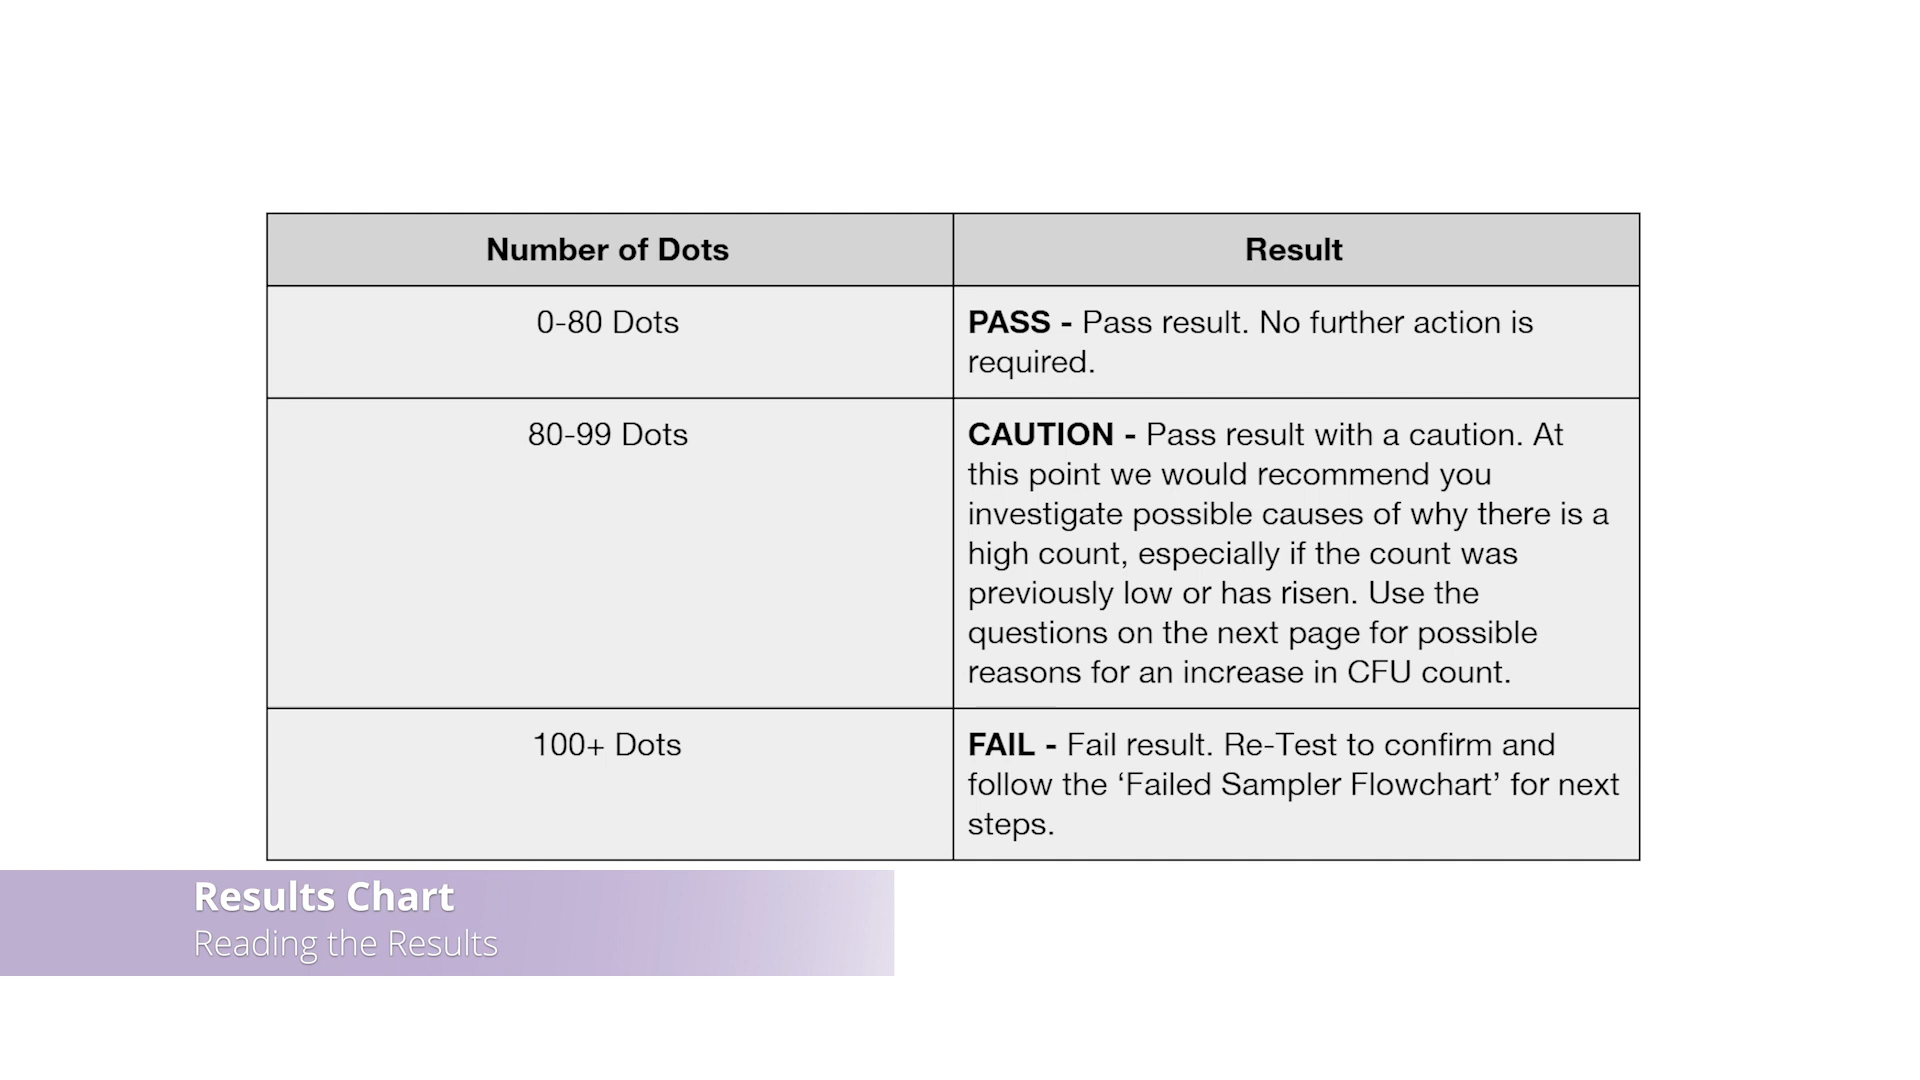 Number of Dots
Result
0-80 Dots
PASS - Pass result. No further action is
required.
80-99 Dots
CAUTION - Pass result with a caution. At
this point we would recommend you
investigate possible causes of why there is a
high count, especially if the count was
previously low or has risen. Use the
questions on the next page for possible
reasons for an increase in CFU count.
100+ Dots
FAIL - Fail result. Re-Test to confirm and
follow the ‘Failed Sampler Flowchart’ for next
steps.
Results Chart
Reading the Results